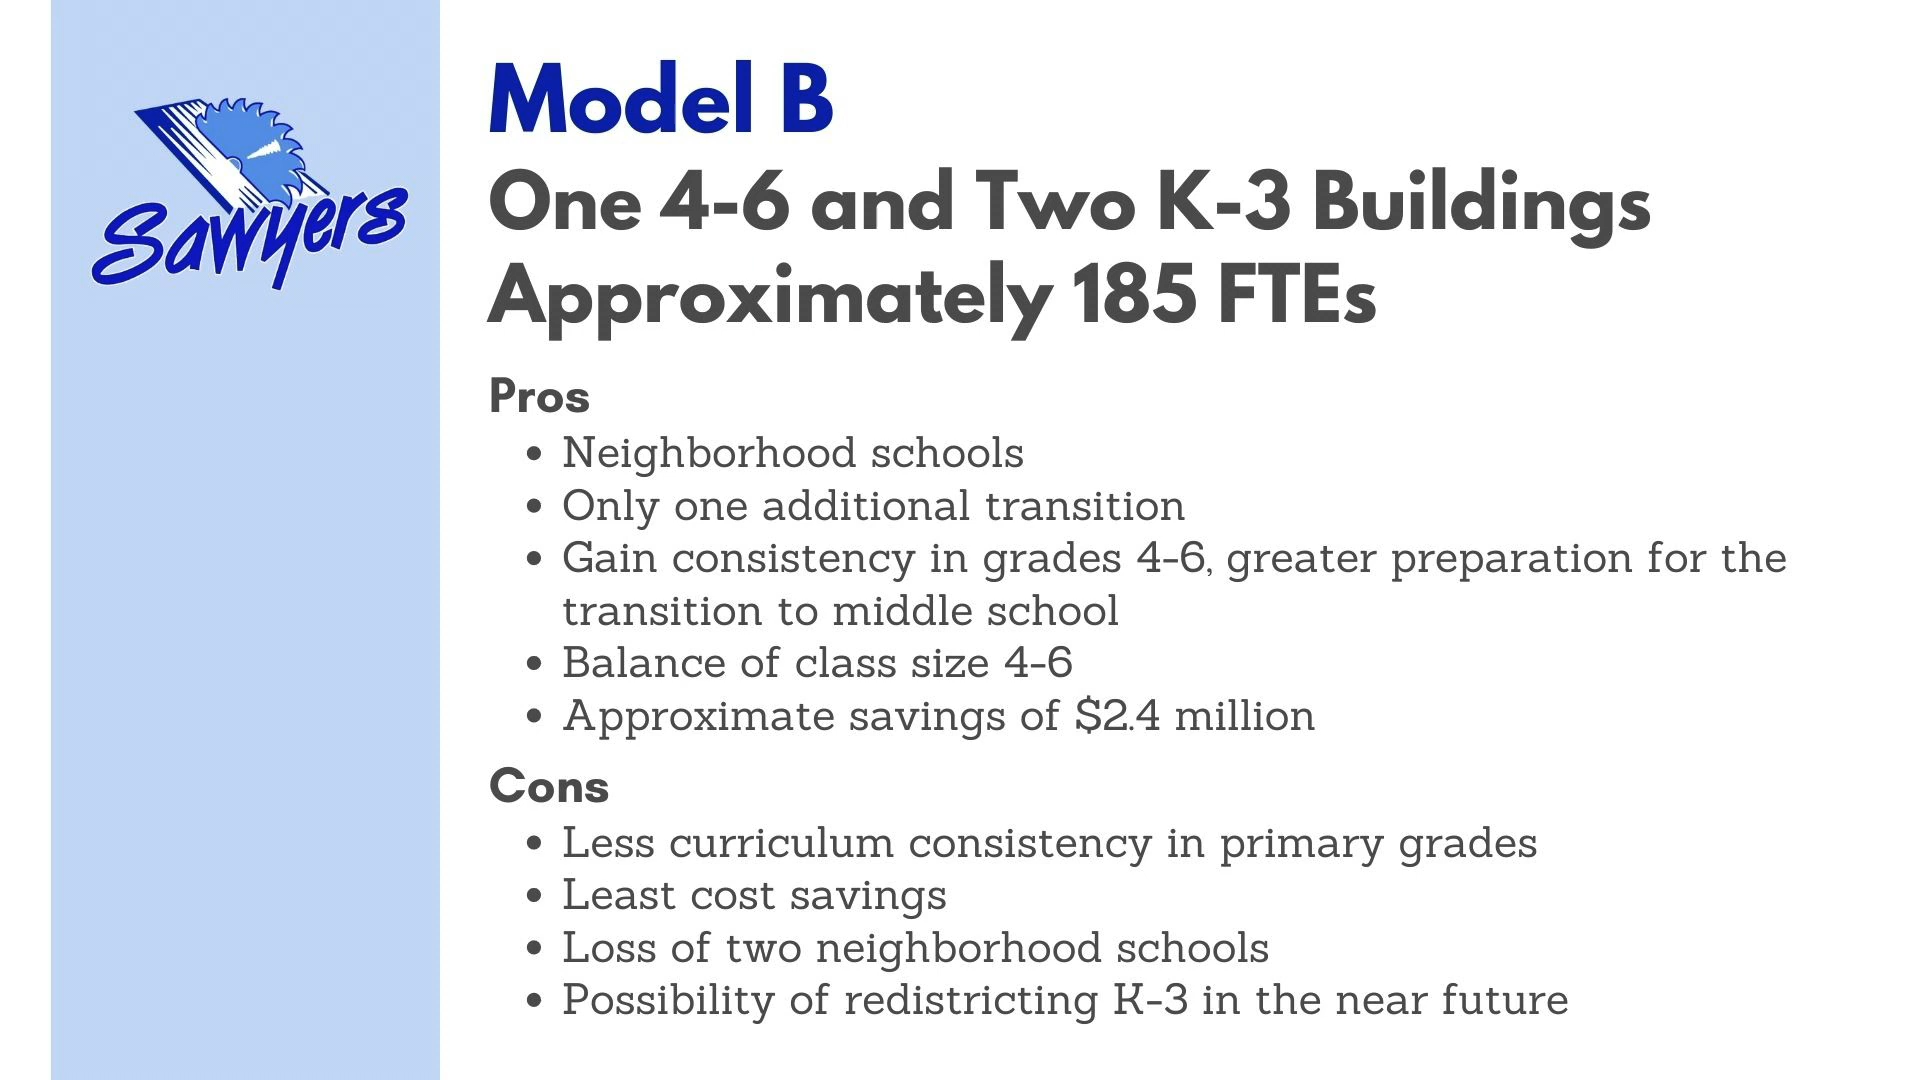 Sawyers
Model B
One 4-6 and Two K-3 Buildings
Approximately 185 FTEs
Pros
• Neighborhood schools
• Only one additional transition
• Gain consistency in grades 4-6, greater preparation for the
transition to middle school
• Balance of class size 4-6
• Approximate savings of $2.4 million
Cons
• Less curriculum consistency in primary grades
• Least cost savings
• Loss of two neighborhood schools
• Possibility of redistricting K-3 in the near future